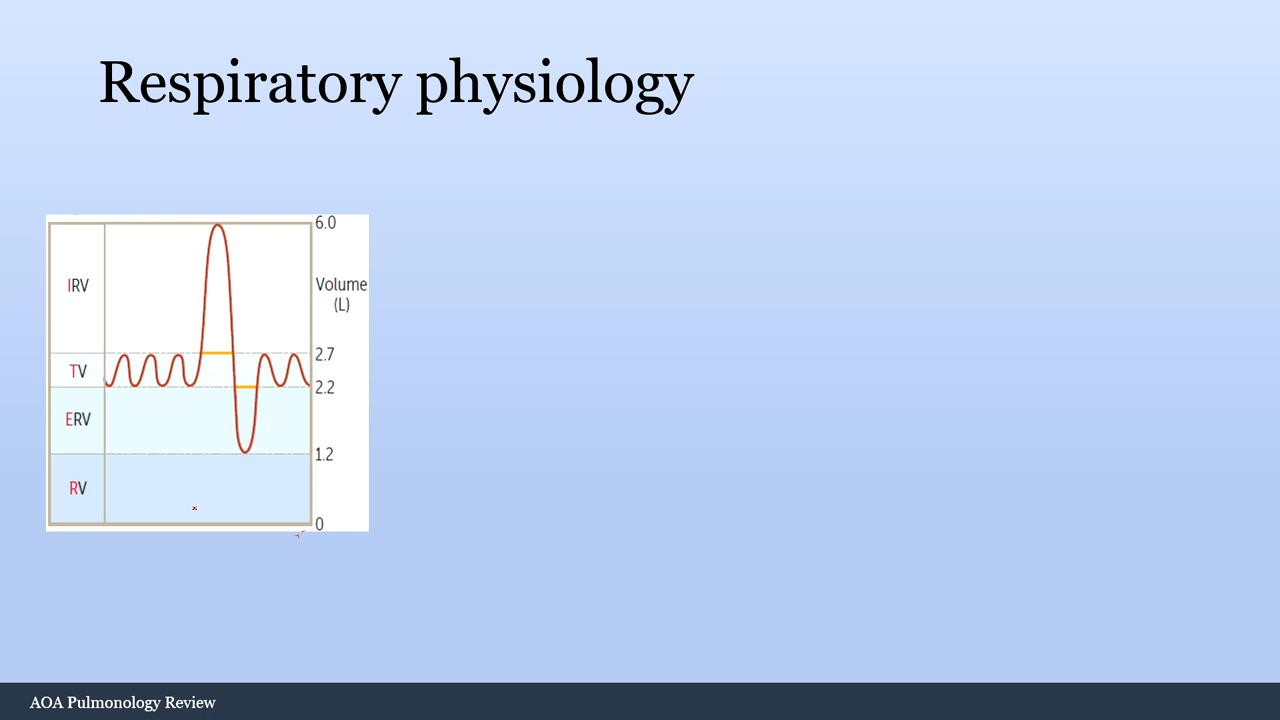 Respiratory physiology
6.0
IRV
Volume
(L)
2.7
TV
2.2
ERV
1.2
RV
0
AOA Pulmonology Review